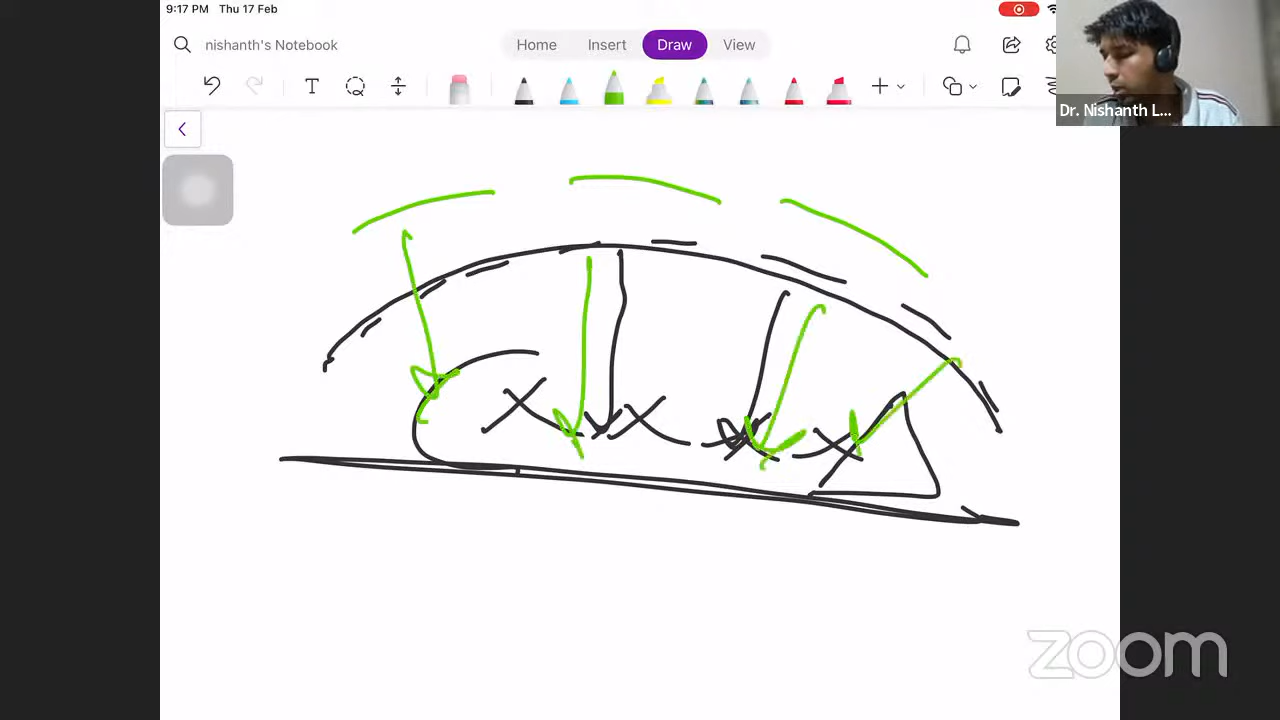 9:17 PM Thu 17 Feb
nishanth's Notebook
Home Insert Draw View
T
Dr. Nishanth L...
zoom